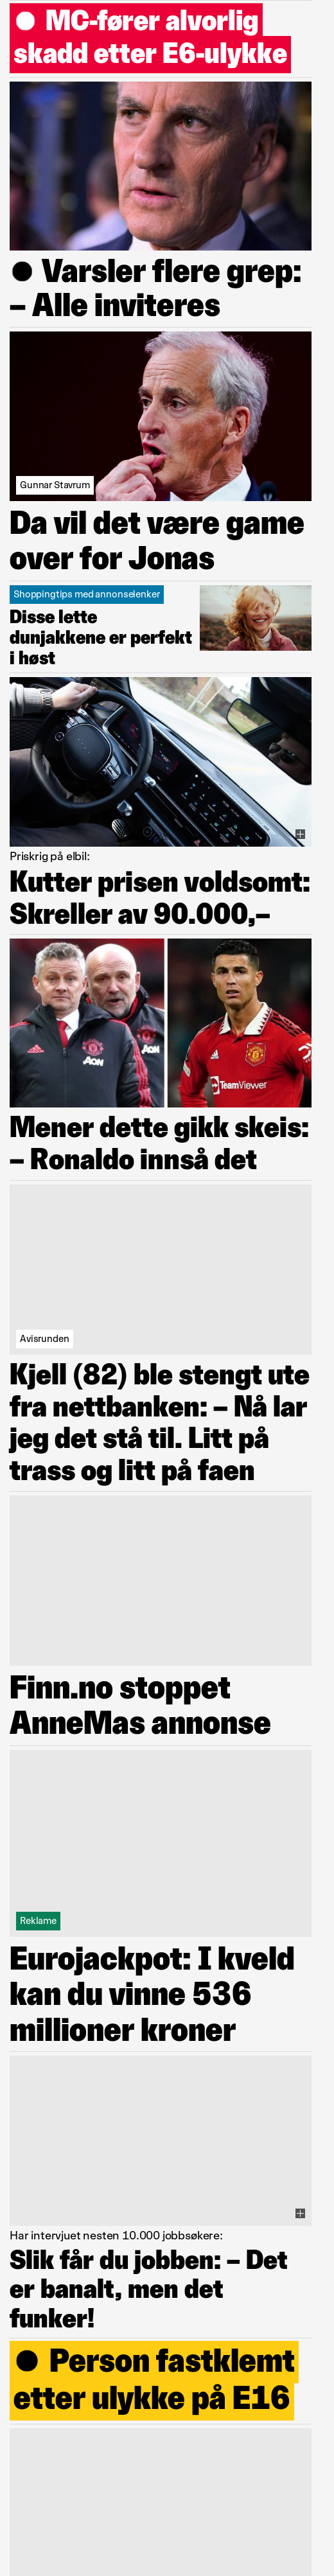 MC-fører alvorlig
skadd etter E6-ulykke
Varsler flere grep:
– Alle inviteres
Gunnar Stavrum
Da vil det være game
over for Jonas
Shoppingtips med annonselenker
Disse lette
dunjakkene er perfekt
i høst
Priskrig på elbil:
Kutter prisen voldsomt:
Skreller av 90.000,–
AON
AON
TeamViewer
Mener dette gikk skeis:
– Ronaldo innså det
Avisrunden
Kjell (82) ble stengt ute
fra nettbanken: – Nå lar
jeg det stå til. Litt på
trass og litt på faen
Finn.no stoppet
AnneMas annonse
Reklame
Eurojackpot: I kveld
kan du vinne 536
millioner kroner
Har intervjuet nesten 10.000 jobbsøkere:
Slik får du jobben: – Det
er banalt, men det
funker!
Person fastklemt
etter ulykke på E16